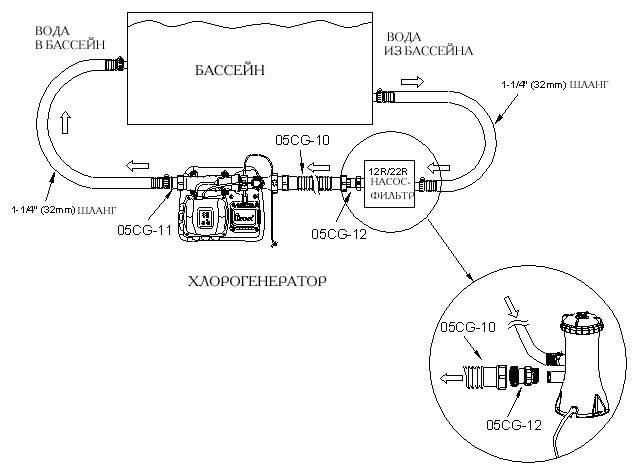 ВОДА
В БАССЕЙН
БАССЕЙН
ВОДА
ИЗ БАССЕЙНА
1-1/4" (32mm) ШЛАНГ
05CG-10
12R/22R
НАСОС-
ФИЛЬТР
1-1/4" (32mm) ШЛАНГ
05CG-11
05CG-12
ХЛОРОГЕНЕРАТОР
05CG-10
05CG-12